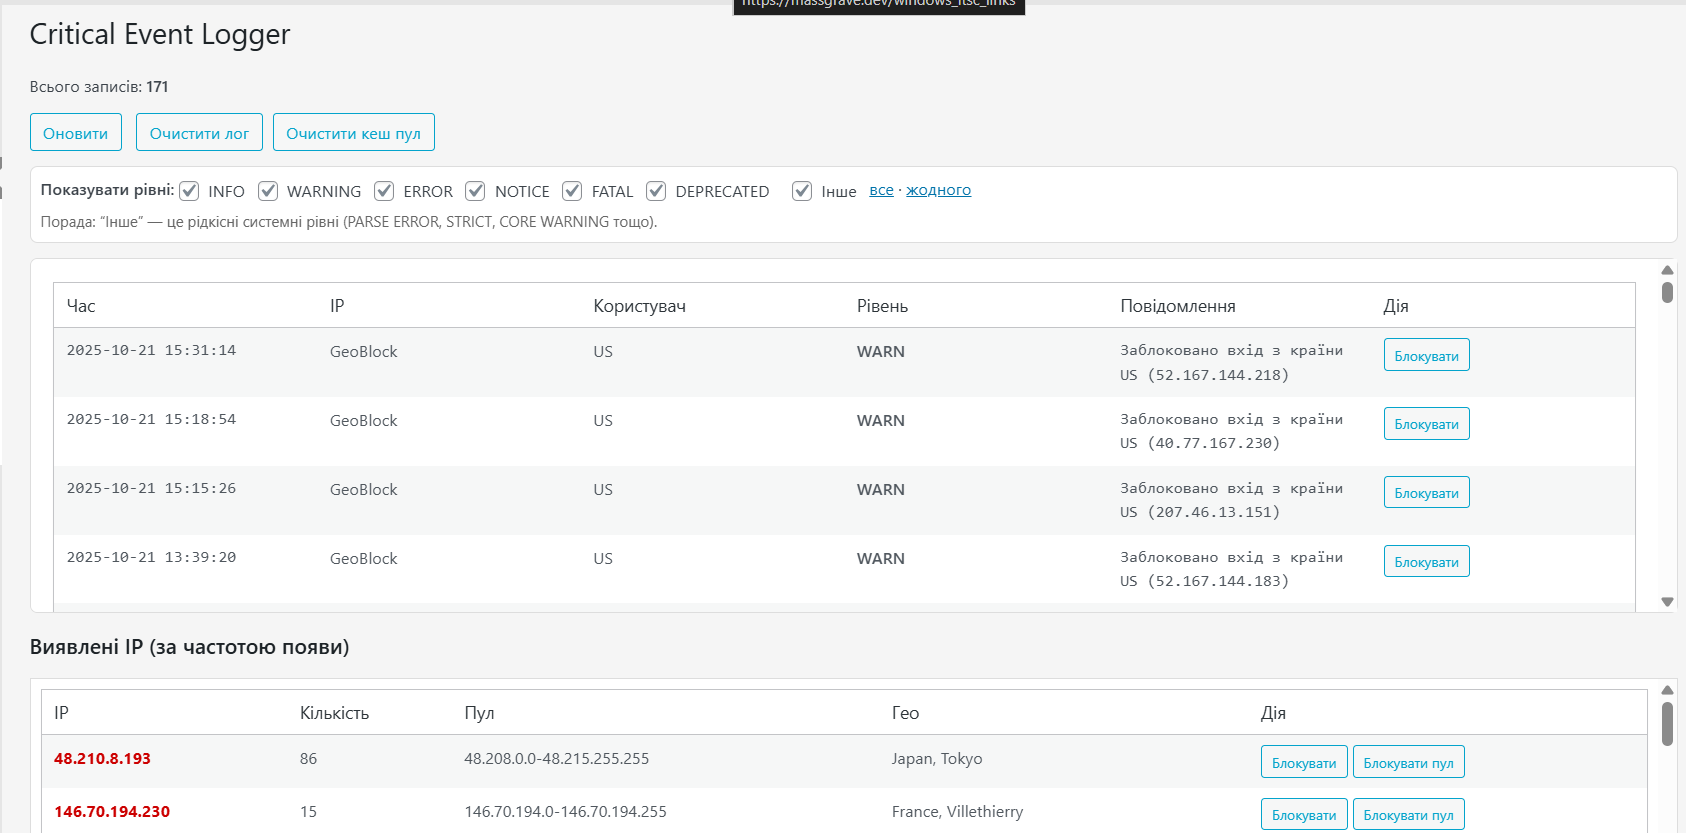 https://massgrave.dev/windows_ltsc_links
Critical Event Logger
Всього записів: 171
Оновити Очистити лог Очистити кеш пул
Показувати рівні: INFO WARNING ERROR NOTICE FATAL DEPRECATED Інше все · жодного
Порада: “Інше” — це рідкісні системні рівні (PARSE ERROR, STRICT, CORE WARNING тощо).
Час IP Користувач Рівень Повідомлення Дія
2025-10-21 15:31:14 GeoBlock US WARN Заблоковано вхід з країни Блокувати
US (52.167.144.218)
2025-10-21 15:18:54 GeoBlock US WARN Заблоковано вхід з країни Блокувати
US (40.77.167.230)
2025-10-21 15:15:26 GeoBlock US WARN Заблоковано вхід з країни Блокувати
US (207.46.13.151)
2025-10-21 13:39:20 GeoBlock US WARN Заблоковано вхід з країни Блокувати
US (52.167.144.183)
Виявлені IP (за частотою появи)
IP Кількість Пул Гео Дія
48.210.8.193 86 48.208.0.0-48.215.255.255 Japan, Tokyo Блокувати Блокувати пул
146.70.194.230 15 146.70.194.0-146.70.194.255 France, Villethierry Блокувати Блокувати пул